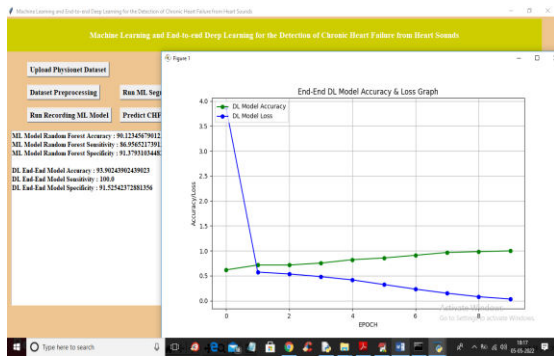 Machine Learning and End-to-end Deep Learning for the Detection of Chronic Heart Failure from Heart Sounds
Machine Learning and End-to-end Deep Learning for the Detection of Chronic Heart Failure from Heart Sounds
Upload Physionet Dataset
Dataset Preprocessing
Run ML Seg
Run Recording ML Model
Predict CHF
ML Model Random Forest Accuracy : 90.12345679012
ML Model Random Forest Sensitivity : 86.9565217391
ML Model Random Forest Specificity : 91.3793103448
DL End-End Model Accuracy : 93.90243902439023
DL End-End Model Sensitivity : 100.0
DL End-End Model Specificity : 91.52542372881356
Figure 1
End-End DL Model Accuracy & Loss Graph
DL Model Accuracy
DL Model Loss
Accuracy/Loss
4.0
3.5
3.0
2.5
2.0
1.5
1.0
0.5
0.0
0 2 4 6 8
EPOCH
Activate Windows
Go to Settings to activate Windows.
Type here to search
18:17
05-05-2022